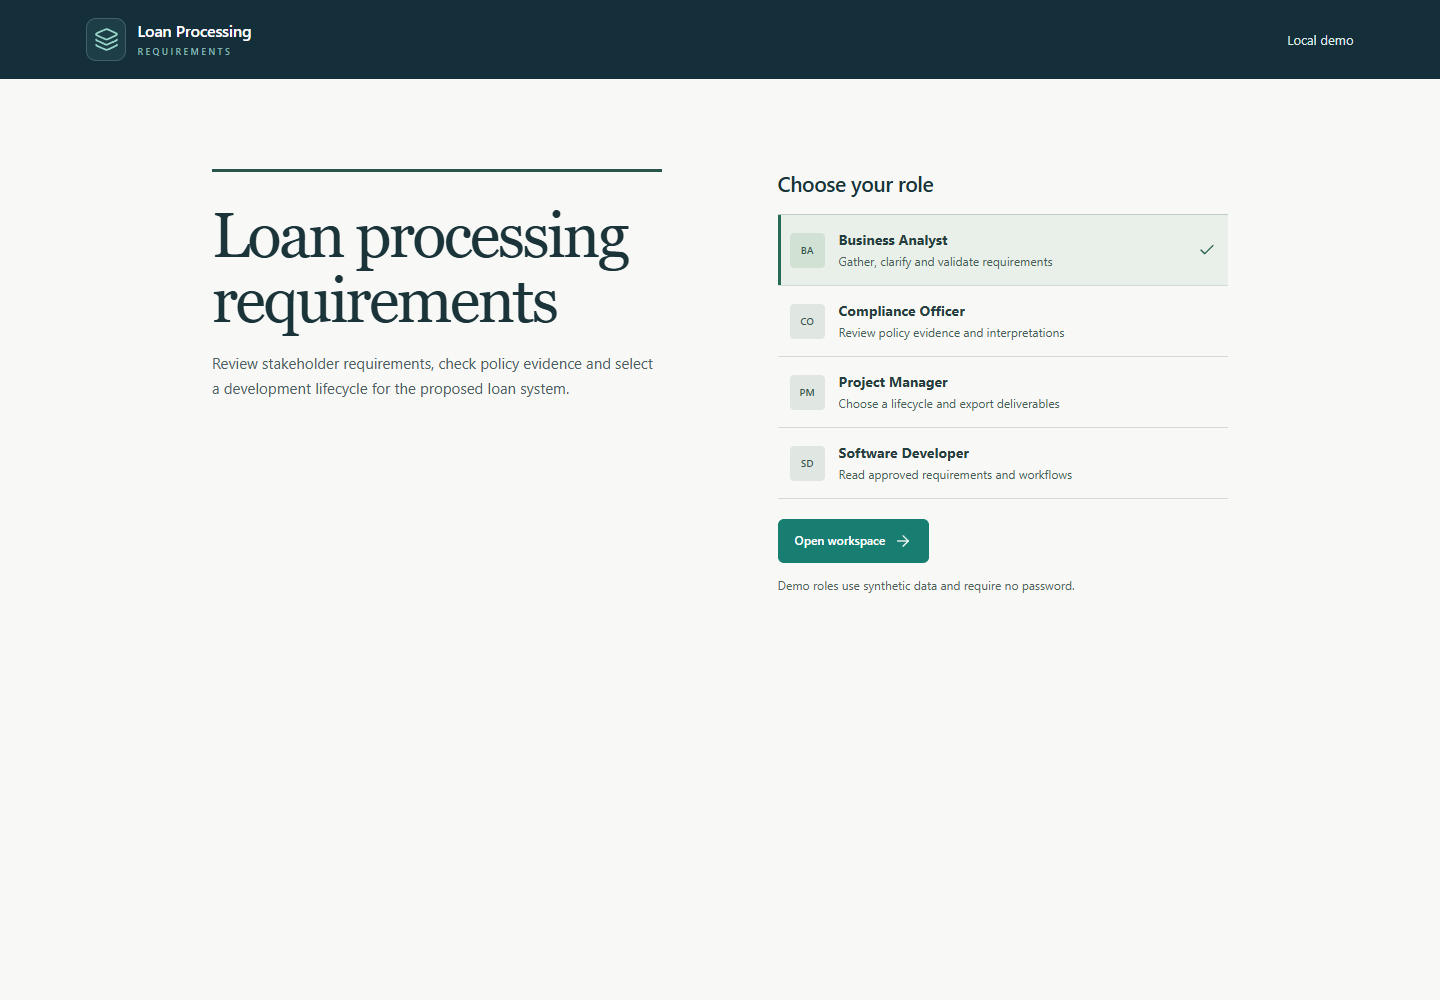 Loan Processing
REQUIREMENTS
Local demo
Loan processing
requirements
Review stakeholder requirements, check policy evidence and select
a development lifecycle for the proposed loan system.
Choose your role
BA
Business Analyst
Gather, clarify and validate requirements
CO
Compliance Officer
Review policy evidence and interpretations
PM
Project Manager
Choose a lifecycle and export deliverables
SD
Software Developer
Read approved requirements and workflows
Open workspace
Demo roles use synthetic data and require no password.